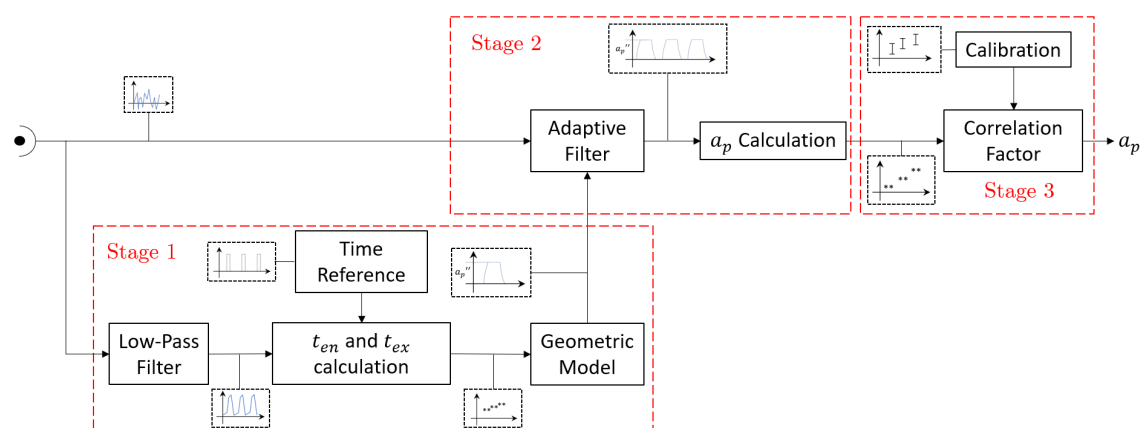 Stage 2
a_p''
Calibration
Adaptive
Filter
a_p Calculation
Correlation
Factor
a_p
Stage 3
Stage 1
Time
Reference
a_p''
Low-Pass
Filter
t_en and t_ex
calculation
Geometric
Model